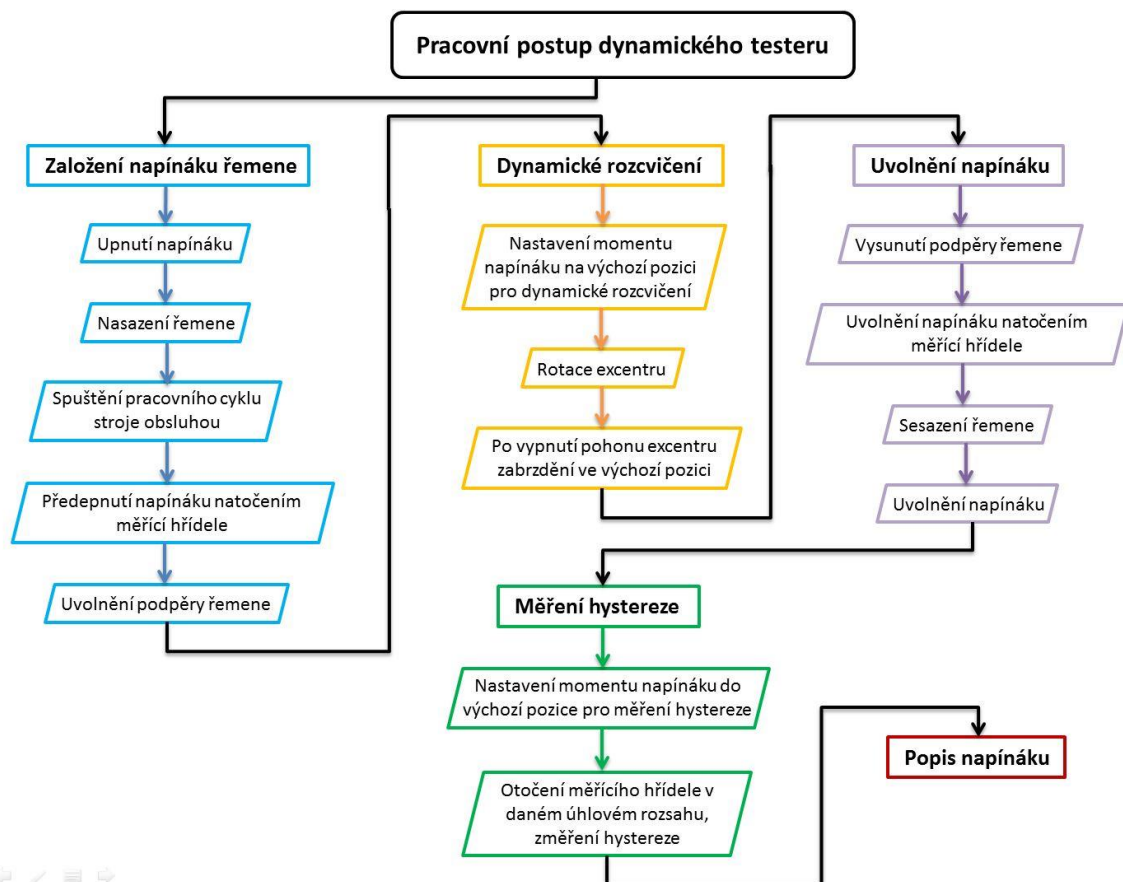 Pracovní postup dynamického testeru
Založení napínáku řemene
Upnutí napínáku
Nasazení řemene
Spuštění pracovního cyklu
stroje obsluhou
Předepnutí napínáku natočením
měřící hřídele
Uvolnění podpěry řemene
Dynamické rozcvičení
Nastavení momentu
napínáku na výchozí pozici
pro dynamické rozcvičení
Rotace excentru
Po vypnutí pohonu excentru
zabrzdění ve výchozí pozici
Uvolnění napínáku
Vysunutí podpěry řemene
Uvolnění napínáku natočením
měřící hřídele
Sesazení řemene
Uvolnění napínáku
Měření hystereze
Nastavení momentu napínáku do
výchozí pozice pro měření hystereze
Otočení měřícího hřídele v
daném úhlovém rozsahu,
změření hystereze
Popis napínáku